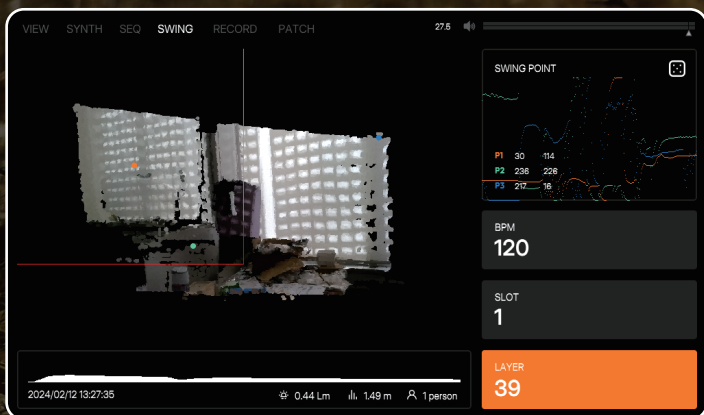 VIEW SYNTH SEQ SWING RECORD PATCH 27.5
SWING POINT
P1 30 114
P2 236 226
P3 217 16
BPM
120
SLOT
1
LAYER
39
2024/02/12 13:27:35 0.44 Lm 1.49 m 1 person